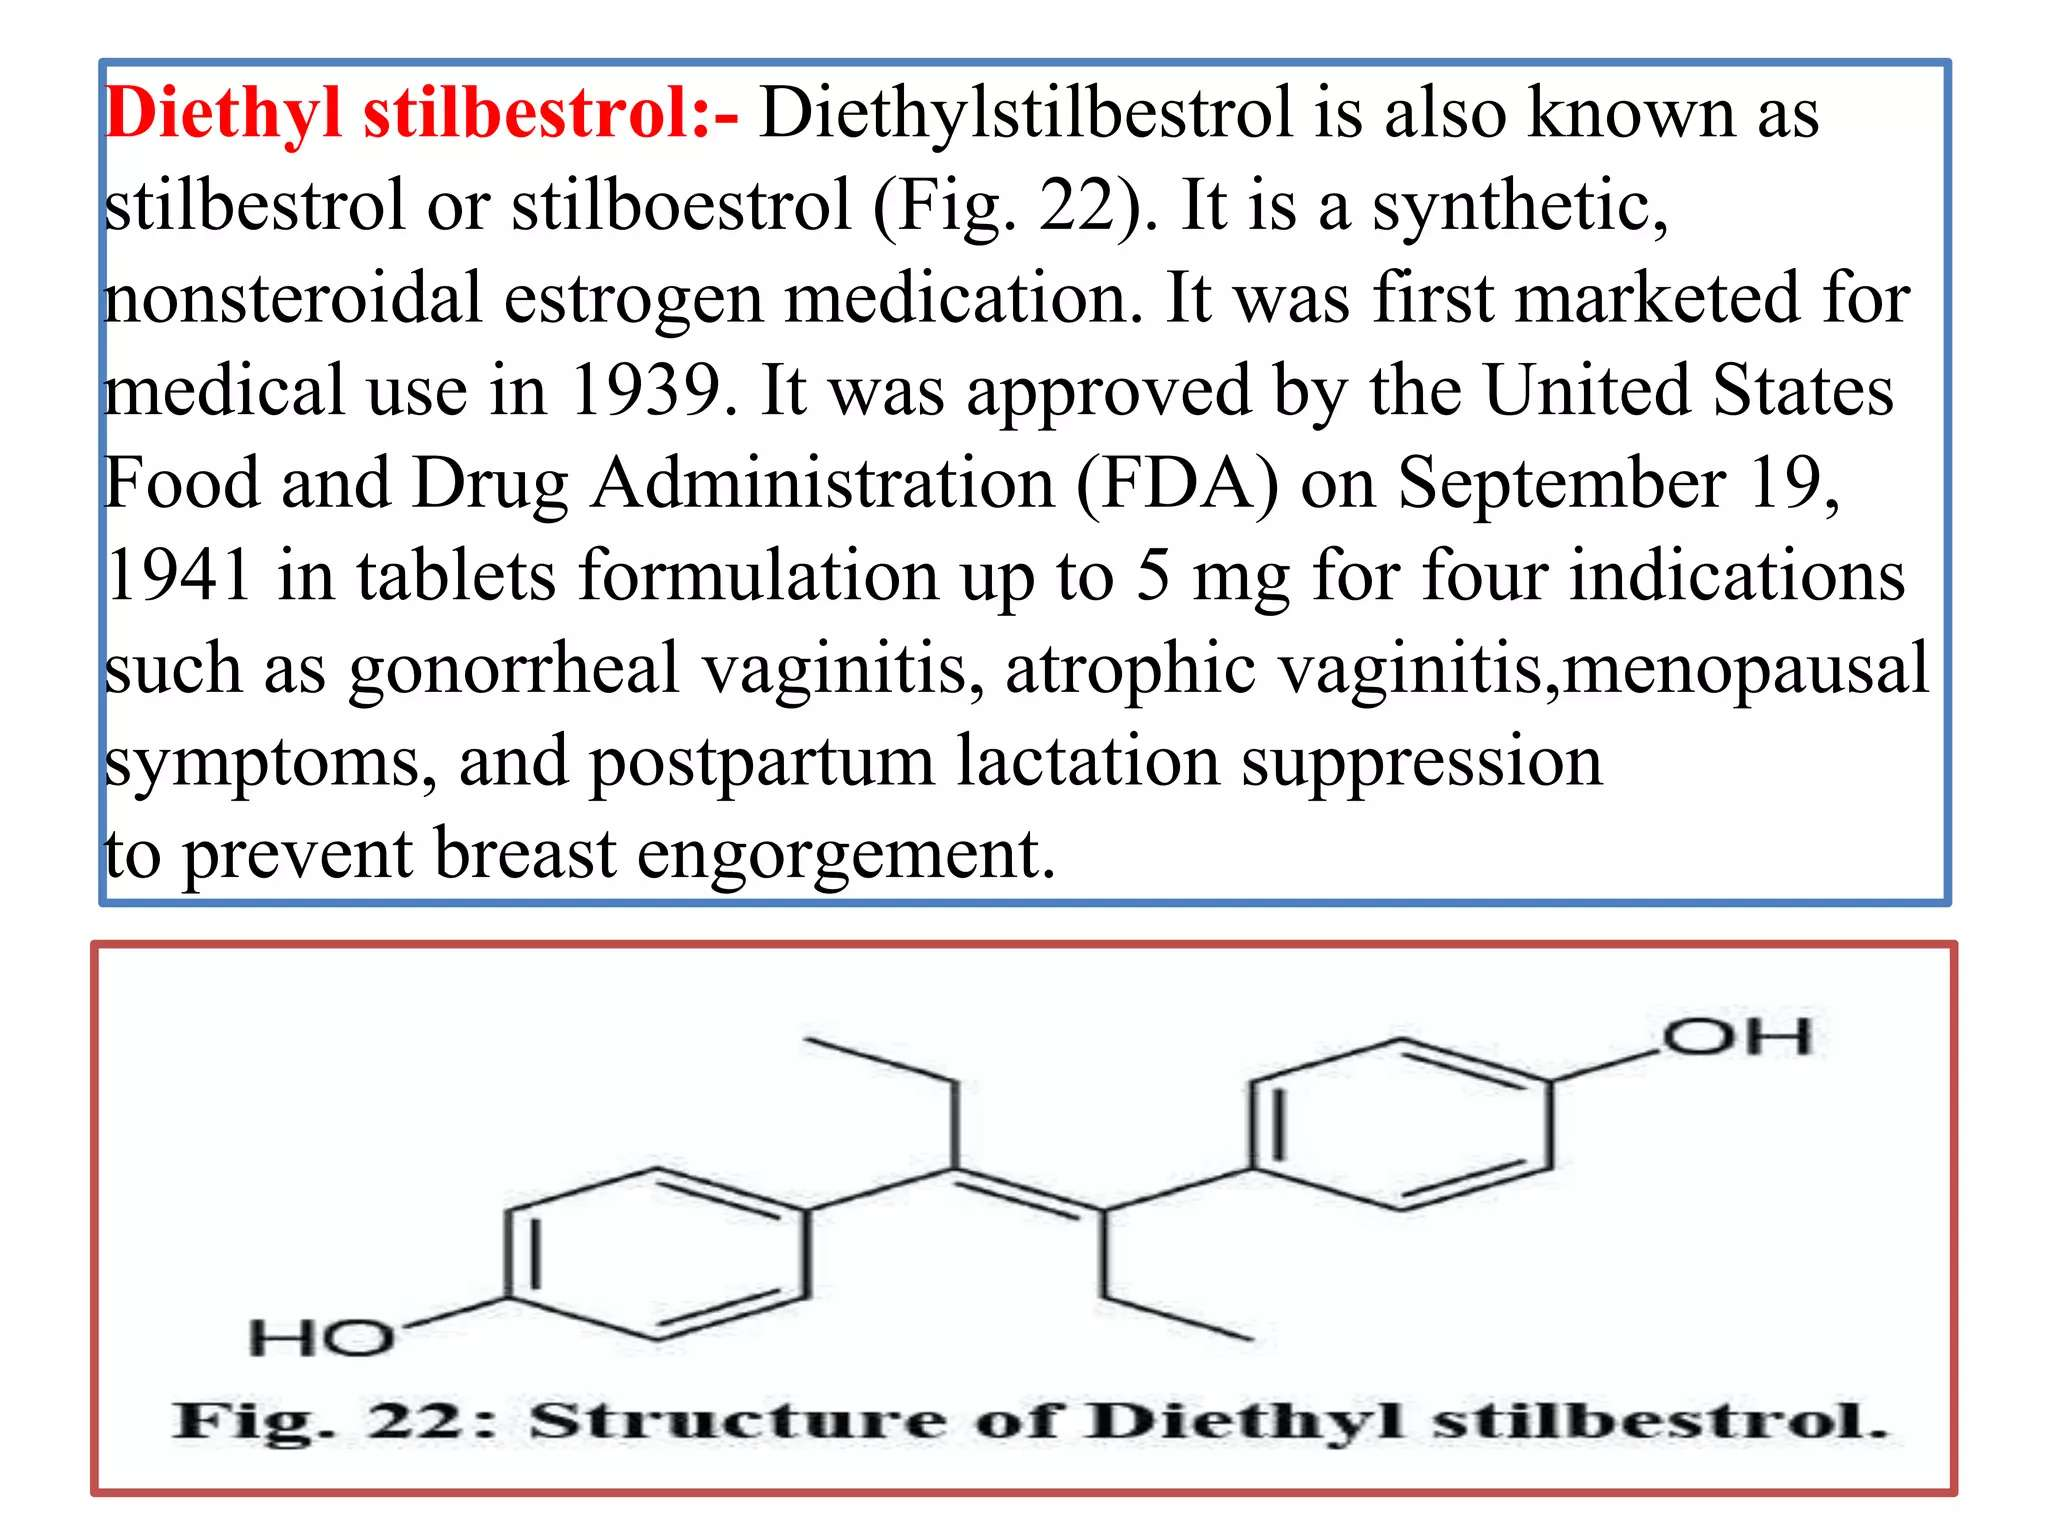 Diethyl stilbestrol:- Diethylstilbestrol is also known as
stilbestrol or stilboestrol (Fig. 22). It is a synthetic,
nonsteroidal estrogen medication. It was first marketed for
medical use in 1939. It was approved by the United States
Food and Drug Administration (FDA) on September 19,
1941 in tablets formulation up to 5 mg for four indications
such as gonorrheal vaginitis, atrophic vaginitis,menopausal
symptoms, and postpartum lactation suppression
to prevent breast engorgement.
OH
HO
Fig. 22: Structure of Diethyl stilbestrol.